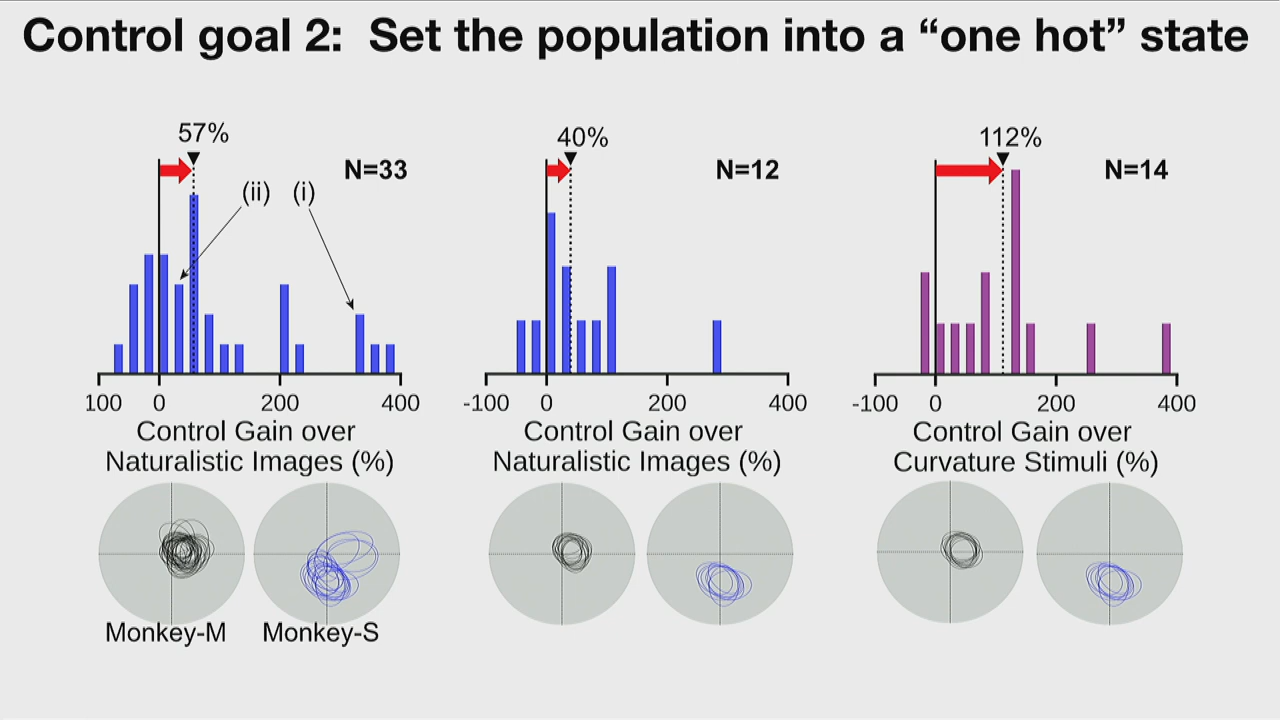 Control goal 2: Set the population into a “one hot” state
57%
N=33
(ii) (i)
100 0 200 400
Control Gain over
Naturalistic Images (%)
Monkey-M Monkey-S
40%
N=12
-100 0 200 400
Control Gain over
Naturalistic Images (%)
112%
N=14
-100 0 200 400
Control Gain over
Curvature Stimuli (%)